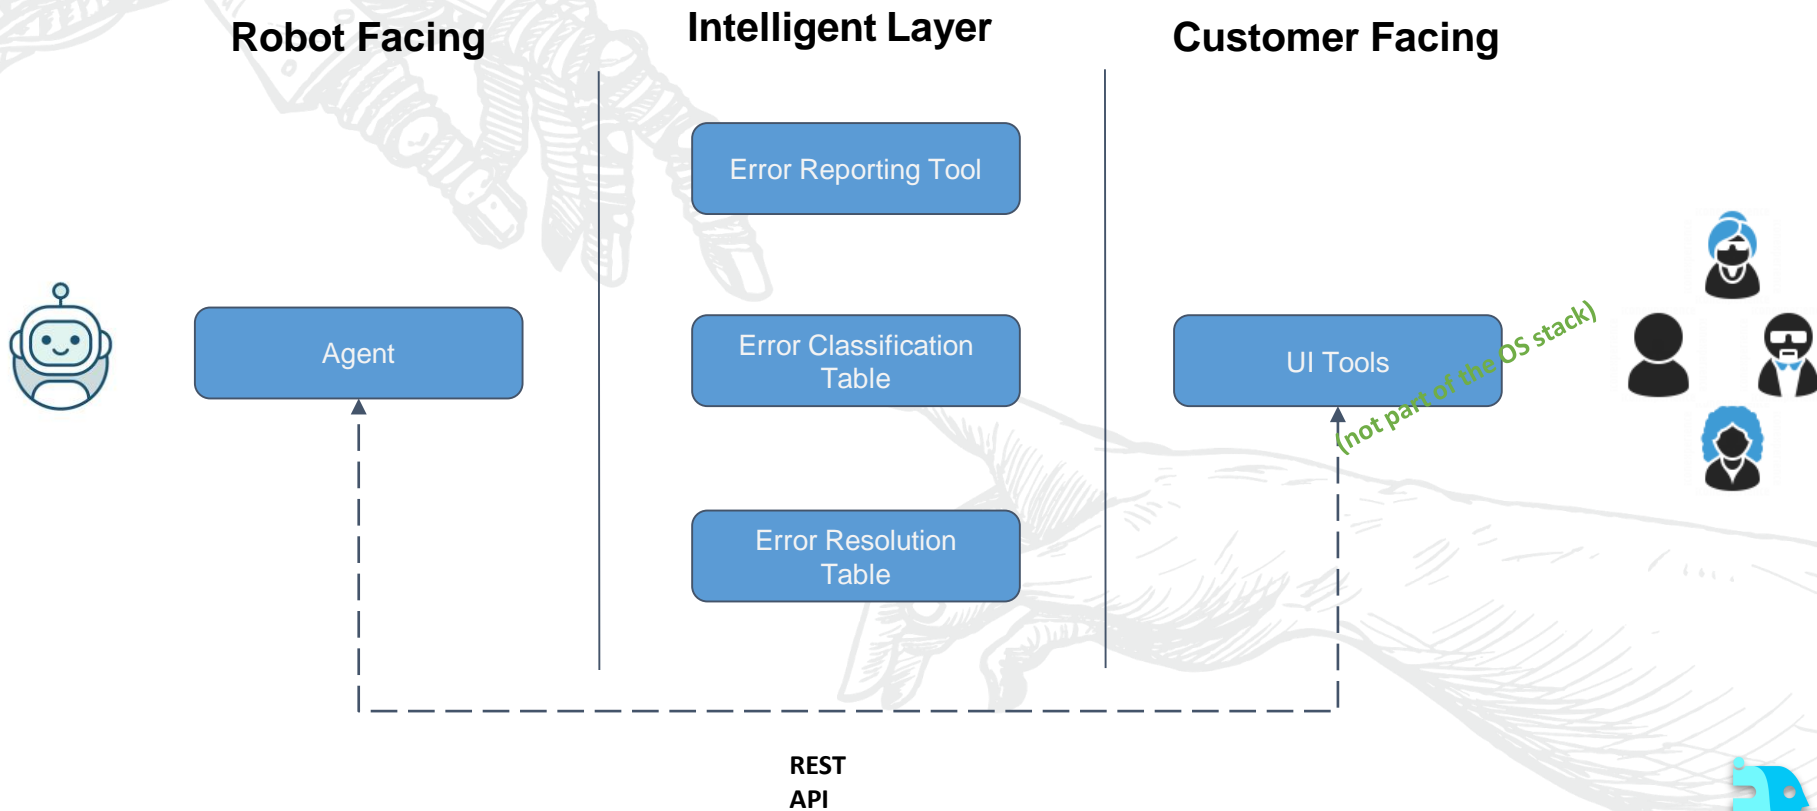 Robot Facing
Intelligent Layer
Customer Facing
Error Reporting Tool
Agent
Error Classification
Table
UI Tools
(not part of the OS stack)
Error Resolution
Table
REST
API